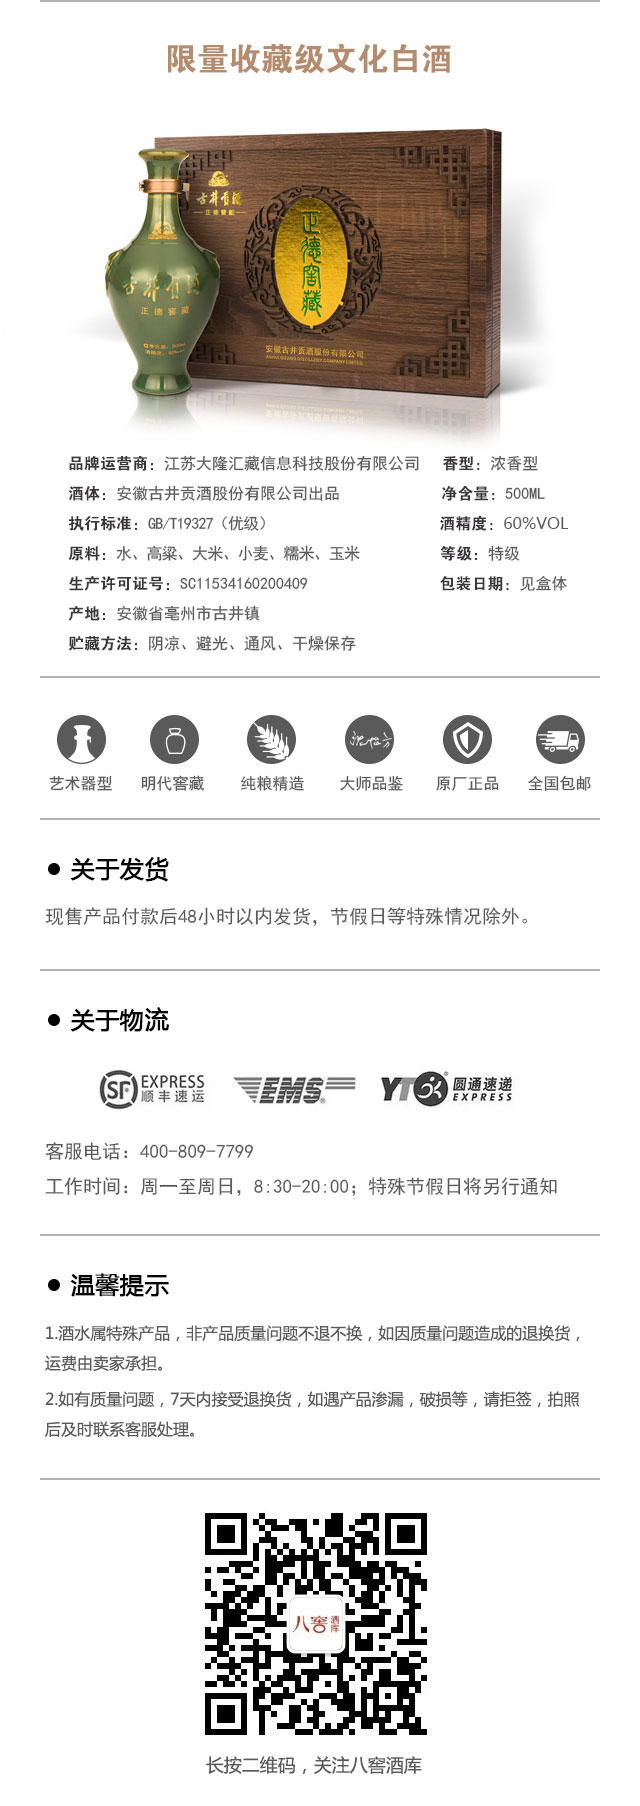 限量收藏级文化白酒
古井贡酒
正德窖藏
古井贡酒
正德窖藏
净含量:500ml
正德窖藏
安徽古井贡酒股份有限公司
品牌运营商：江苏大隆汇藏信息科技股份有限公司 香型：浓香型
酒体：安徽古井贡酒股份有限公司出品 净含量：500ML
执行标准：GB/T19327（优级） 酒精度：60%VOL
原料：水、高粱、大米、小麦、糯米、玉米 等级：特级
生产许可证号：SC11534160200409 包装日期：见盒体
产地：安徽省亳州市古井镇
贮藏方法：阴凉、避光、通风、干燥保存
艺术器型 明代窖藏 纯粮精造 大师品鉴 原厂正品 全国包邮
● 关于发货
现售产品付款后48小时以内发货，节假日等特殊情况除外。
● 关于物流
SF EXPRESS 顺丰速运 EMS® YTO® 圆通速递 EXPRESS
客服电话：400-809-7799
工作时间：周一至周日，8:30-20:00；特殊节假日将另行通知
● 温馨提示
1.酒水属特殊产品，非产品质量问题不退不换，如因质量问题造成的退换货，
运费由卖家承担。
2.如有质量问题，7天内接受退换货，如遇产品渗漏，破损等，请拒签，拍照
后及时联系客服处理。
八窖酒库
长按二维码，关注八窖酒库